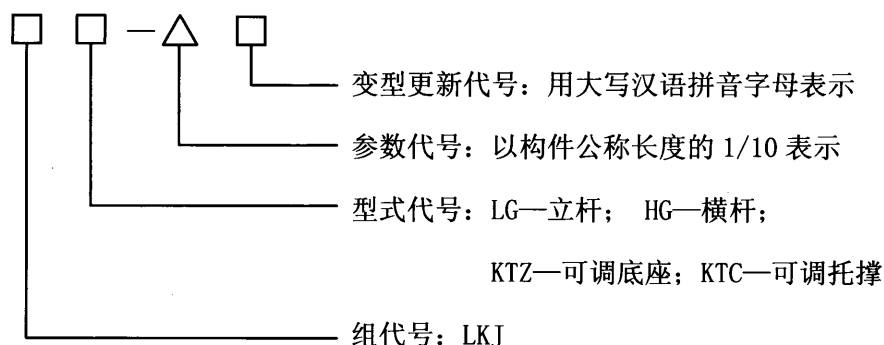 变型更新代号：用大写汉语拼音字母表示
参数代号：以构件公称长度的 1/10 表示
型式代号：LG—立杆； HG—横杆；
KTZ—可调底座；KTC—可调托撑
组代号：LKJ